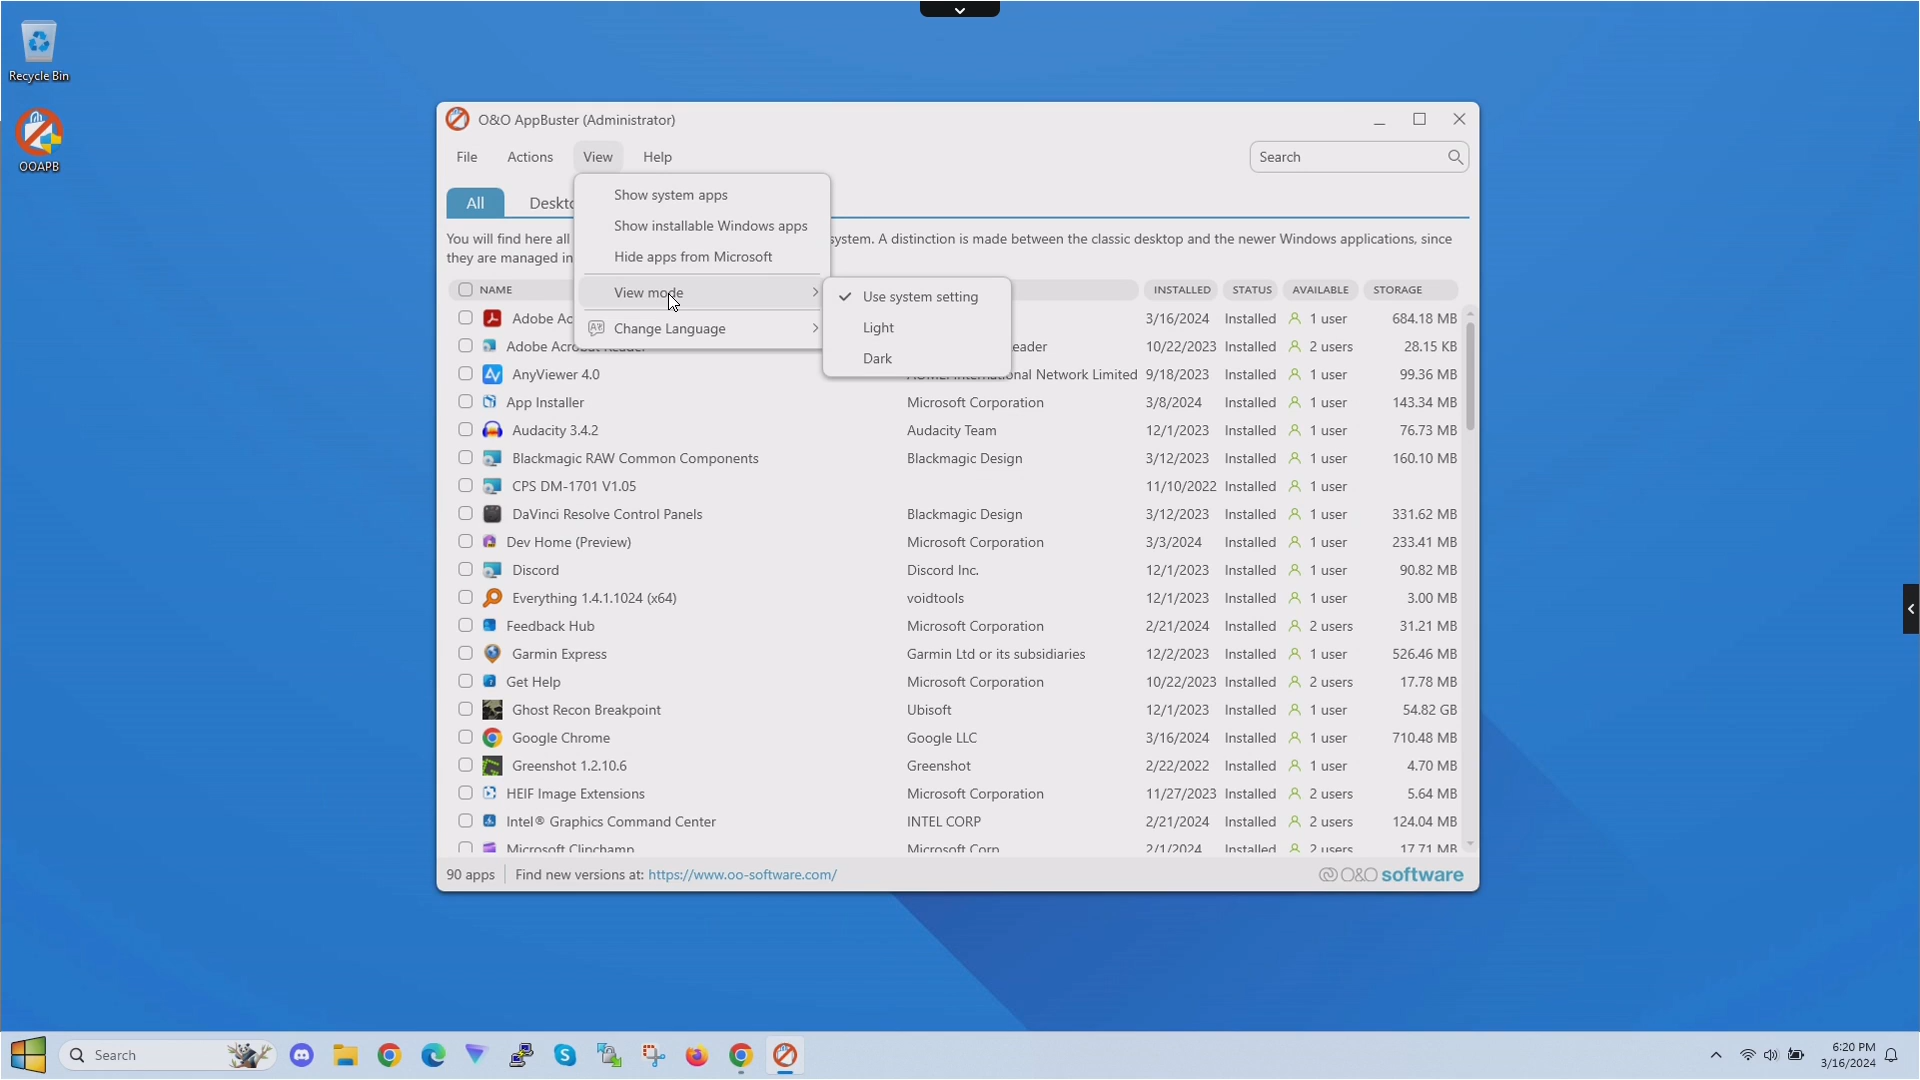 Recycle Bin
OOAPB
O&O AppBuster (Administrator)
File Actions View Help
Search
All Deskto
Show system apps
Show installable Windows apps
Hide apps from Microsoft
View mode
Change Language
Use system setting
Light
Dark
You will find here all ystem. A distinction is made between the classic desktop and the newer Windows applications, since
they are managed in
NAME INSTALLED STATUS AVAILABLE STORAGE
Adobe Ac 3/16/2024 Installed 1 user 684.18 MB
Adobe Acrobat Reader eader 10/22/2023 Installed 2 users 28.15 KB
AnyViewer 4.0 AOMEI International Network Limited 9/18/2023 Installed 1 user 99.36 MB
App Installer Microsoft Corporation 3/8/2024 Installed 1 user 143.34 MB
Audacity 3.4.2 Audacity Team 12/1/2023 Installed 1 user 76.73 MB
Blackmagic RAW Common Components Blackmagic Design 3/12/2023 Installed 1 user 160.10 MB
CPS DM-1701 V1.05 11/10/2022 Installed 1 user
DaVinci Resolve Control Panels Blackmagic Design 3/12/2023 Installed 1 user 331.62 MB
Dev Home (Preview) Microsoft Corporation 3/3/2024 Installed 1 user 233.41 MB
Discord Discord Inc. 12/1/2023 Installed 1 user 90.82 MB
Everything 1.4.1.1024 (x64) voidtools 12/1/2023 Installed 1 user 3.00 MB
Feedback Hub Microsoft Corporation 2/21/2024 Installed 2 users 31.21 MB
Garmin Express Garmin Ltd or its subsidiaries 12/2/2023 Installed 1 user 526.46 MB
Get Help Microsoft Corporation 10/22/2023 Installed 2 users 17.78 MB
Ghost Recon Breakpoint Ubisoft 12/1/2023 Installed 1 user 54.82 GB
Google Chrome Google LLC 3/16/2024 Installed 1 user 710.48 MB
Greenshot 1.2.10.6 Greenshot 2/22/2022 Installed 1 user 4.70 MB
HEIF Image Extensions Microsoft Corporation 11/27/2023 Installed 2 users 5.64 MB
Intel® Graphics Command Center INTEL CORP 2/21/2024 Installed 2 users 124.04 MB
Microsoft Clipchamp Microsoft Corp. 2/1/2024 Installed 2 users 17.71 MB
90 apps Find new versions at: https://www.oo-software.com/ O&O software
Search
6:20 PM
3/16/2024